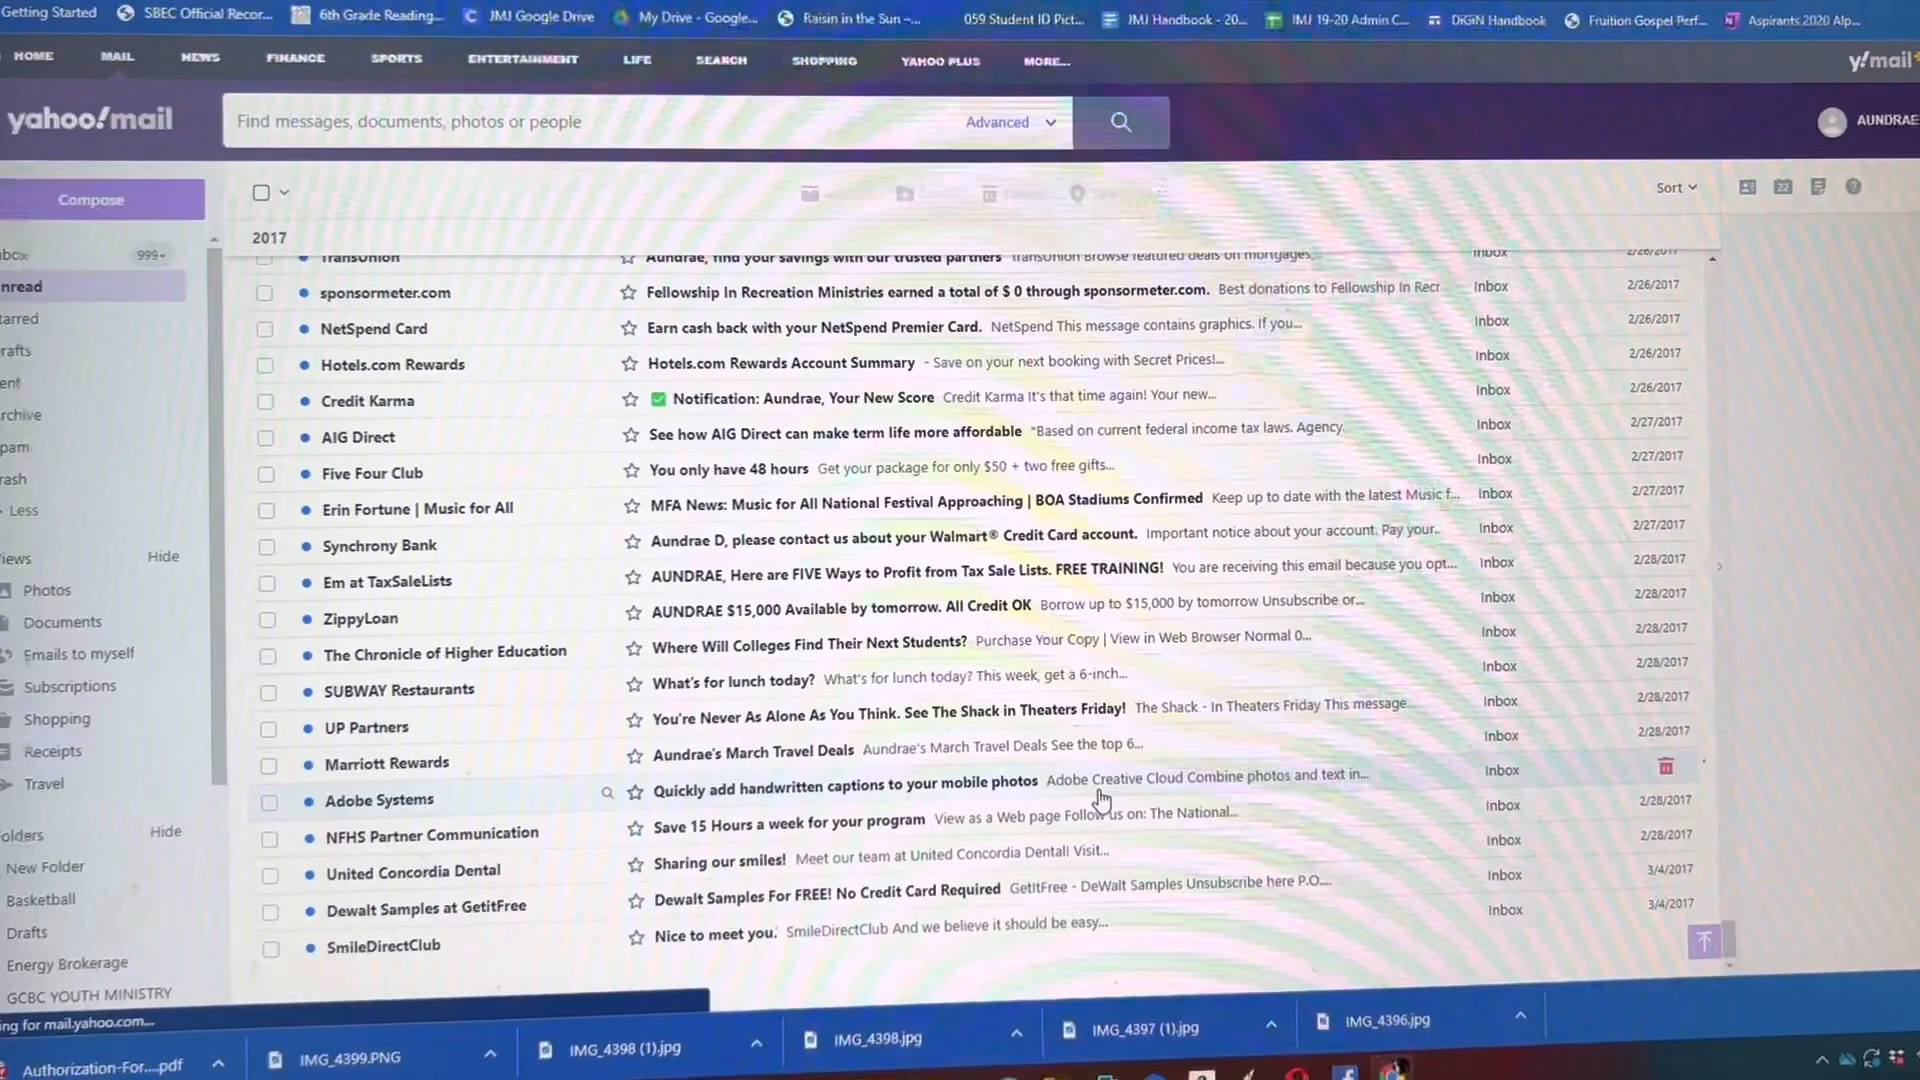 Getting Started SBEC Official Recor... 6th Grade Reading... JMJ Google Drive My Drive - Google... Raisin in the Sun -... 059 Student ID Pict... JMJ Handbook - 20... JMJ 19-20 Admin C... DiGiN Handbook Fruition Gospel Perf... Aspirants 2020 Alp...
HOME MAIL NEWS FINANCE SPORTS ENTERTAINMENT LIFE SEARCH SHOPPING YAHOO PLUS MORE... y!mail+
yahoo!mail Find messages, documents, photos or people Advanced AUNDRAE
Compose Sort 22
2017
nbox 999+
nread
tarred
rafts
ent
rchive
pam
rash
Less
iews Hide
Photos
Documents
Emails to myself
Subscriptions
Shopping
Receipts
Travel
olders Hide
New Folder
Basketball
Drafts
Energy Brokerage
GCBC YOUTH MINISTRY
TransUnion Aundrae, find your savings with our trusted partners TransUnion Browse featured deals on mortgages,... Inbox 2/26/2017
sponsormeter.com Fellowship In Recreation Ministries earned a total of $ 0 through sponsormeter.com. Best donations to Fellowship In Recr Inbox 2/26/2017
NetSpend Card Earn cash back with your NetSpend Premier Card. NetSpend This message contains graphics. If you... Inbox 2/26/2017
Hotels.com Rewards Hotels.com Rewards Account Summary - Save on your next booking with Secret Prices!... Inbox 2/26/2017
Credit Karma ✅ Notification: Aundrae, Your New Score Credit Karma It's that time again! Your new... Inbox 2/26/2017
AIG Direct See how AIG Direct can make term life more affordable "Based on current federal income tax laws. Agency. Inbox 2/27/2017
Five Four Club You only have 48 hours Get your package for only $50 + two free gifts... Inbox 2/27/2017
Erin Fortune | Music for All MFA News: Music for All National Festival Approaching | BOA Stadiums Confirmed Keep up to date with the latest Music f... Inbox 2/27/2017
Synchrony Bank Aundrae D, please contact us about your Walmart® Credit Card account. Important notice about your account. Pay your.. Inbox 2/27/2017
Em at TaxSaleLists AUNDRAE, Here are FIVE Ways to Profit from Tax Sale Lists. FREE TRAINING! You are receiving this email because you opt... Inbox 2/28/2017
ZippyLoan AUNDRAE $15,000 Available by tomorrow. All Credit OK Borrow up to $15,000 by tomorrow Unsubscribe or... Inbox 2/28/2017
The Chronicle of Higher Education Where Will Colleges Find Their Next Students? Purchase Your Copy | View in Web Browser Normal 0... Inbox 2/28/2017
SUBWAY Restaurants What's for lunch today? What's for lunch today? This week, get a 6-inch... Inbox 2/28/2017
UP Partners You're Never As Alone As You Think. See The Shack in Theaters Friday! The Shack - In Theaters Friday This message Inbox 2/28/2017
Marriott Rewards Aundrae's March Travel Deals Aundrae's March Travel Deals See the top 6... Inbox 2/28/2017
Adobe Systems Quickly add handwritten captions to your mobile photos Adobe Creative Cloud Combine photos and text in... Inbox
NFHS Partner Communication Save 15 Hours a week for your program View as a Web page Follow us on: The National... Inbox 2/28/2017
United Concordia Dental Sharing our smiles! Meet our team at United Concordia Dental! Visit... Inbox 2/28/2017
Dewalt Samples at GetitFree Dewalt Samples For FREE! No Credit Card Required GetitFree - DeWalt Samples Unsubscribe here P.O.... Inbox 3/4/2017
SmileDirectClub Nice to meet you. SmileDirectClub And we believe it should be easy... Inbox 3/4/2017
ing for mail.yahoo.com...
Authorization-For....pdf IMG_4399.PNG IMG_4398 (1).jpg IMG_4398.jpg IMG_4397 (1).jpg IMG_4396.jpg